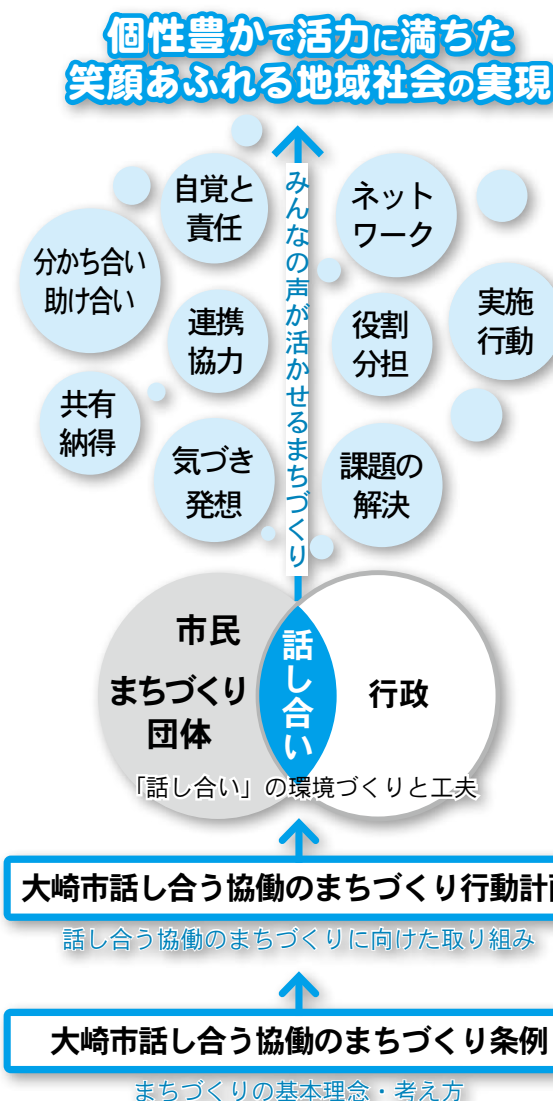 個性豊かで活力に満ちた
笑顔あふれる地域社会の実現
みんなの声が活かせるまちづくり
自覚と
責任
ネット
ワーク
分かち合い
助け合い
実施
行動
連携
協力
役割
分担
共有
納得
気づき
発想
課題の
解決
市民
まちづくり
団体
話し合い
行政
「話し合い」の環境づくりと工夫
大崎市話し合う協働のまちづくり行動計画
話し合う協働のまちづくりに向けた取り組み
大崎市話し合う協働のまちづくり条例
まちづくりの基本理念・考え方